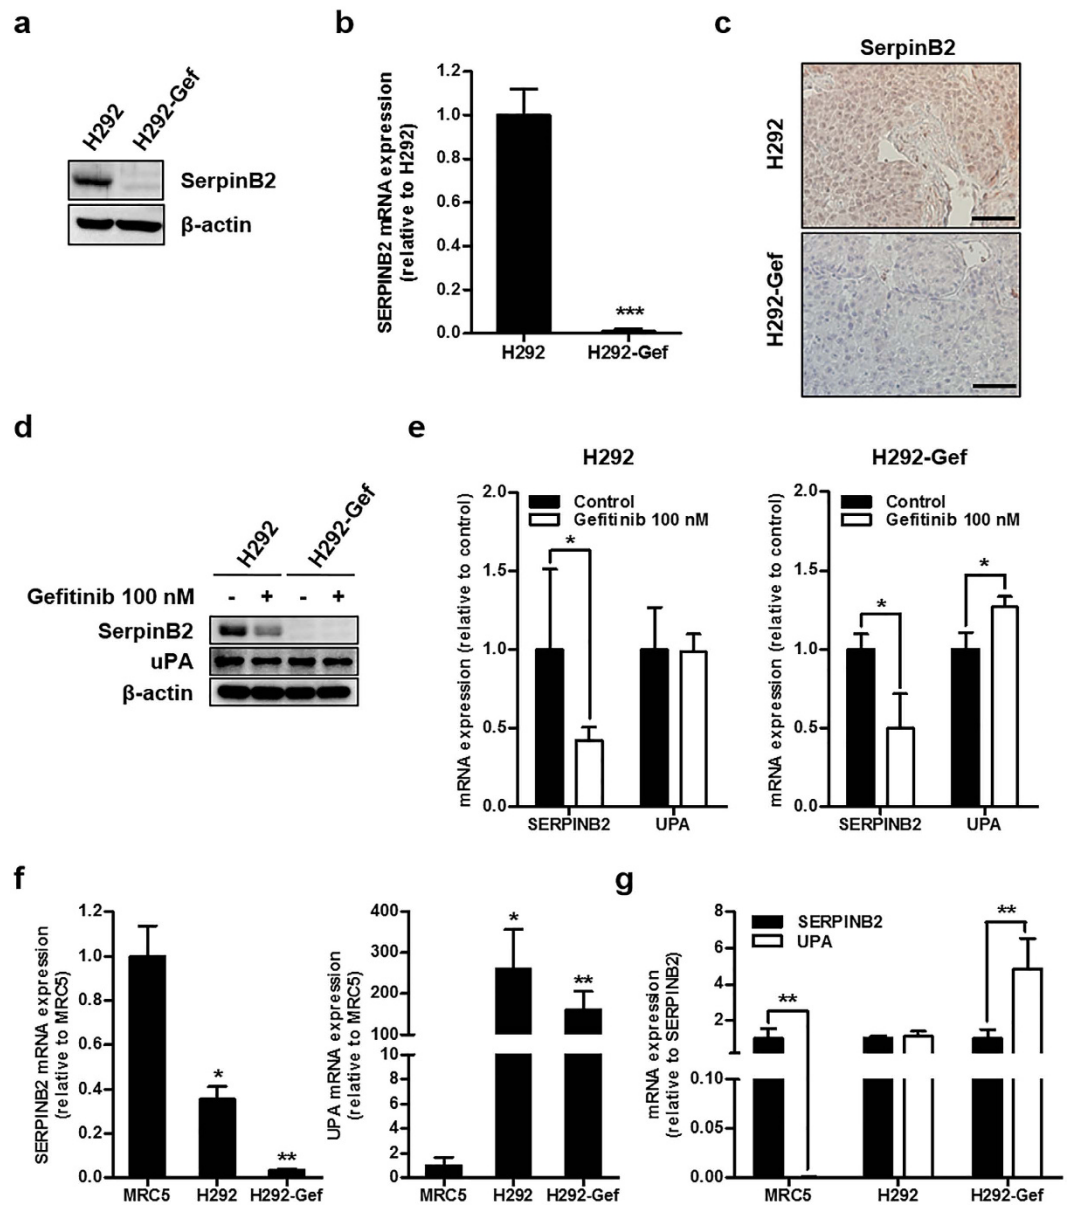 a
H292
H292-Gef
SerpinB2
β-actin
b
SERPINB2 mRNA expression
(relative to H292)
1.2
1.0
0.8
0.6
0.4
0.2
0.0
***
H292
H292-Gef
c
SerpinB2
H292
H292-Gef
d
H292
H292-Gef
Gefitinib 100 nM
-
+
-
+
SerpinB2
uPA
β-actin
e
H292
mRNA expression (relative to control)
2.0
1.5
1.0
0.5
0.0
Control
Gefitinib 100 nM
*
SERPINB2
UPA
H292-Gef
mRNA expression (relative to control)
2.0
1.5
1.0
0.5
0.0
Control
Gefitinib 100 nM
*
*
SERPINB2
UPA
f
SERPINB2 mRNA expression
(relative to MRC5)
1.2
1.0
0.8
0.6
0.4
0.2
0.0
*
**
MRC5
H292
H292-Gef
UPA mRNA expression
(relative to MRC5)
400
300
200
100
10
8
6
4
2
0
*
**
MRC5
H292
H292-Gef
g
mRNA expression
(relative to SERPINB2)
8
6
4
2
0.10
0.05
0.00
SERPINB2
UPA
**
**
MRC5
H292
H292-Gef